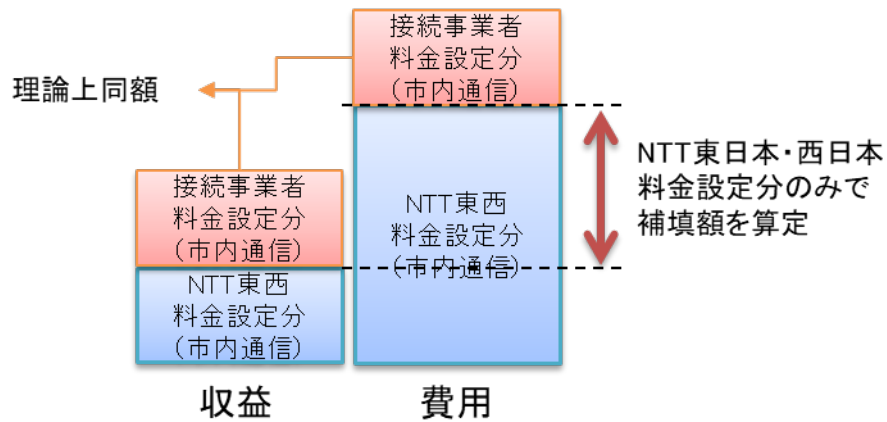 接続事業者
料金設定分
(市内通信)
理論上同額
NTT東日本・西日本
料金設定分のみで
補填額を算定
接続事業者
料金設定分
(市内通信)
NTT東西
料金設定分
(市内通信)
NTT東西
料金設定分
(市内通信)
収益
費用